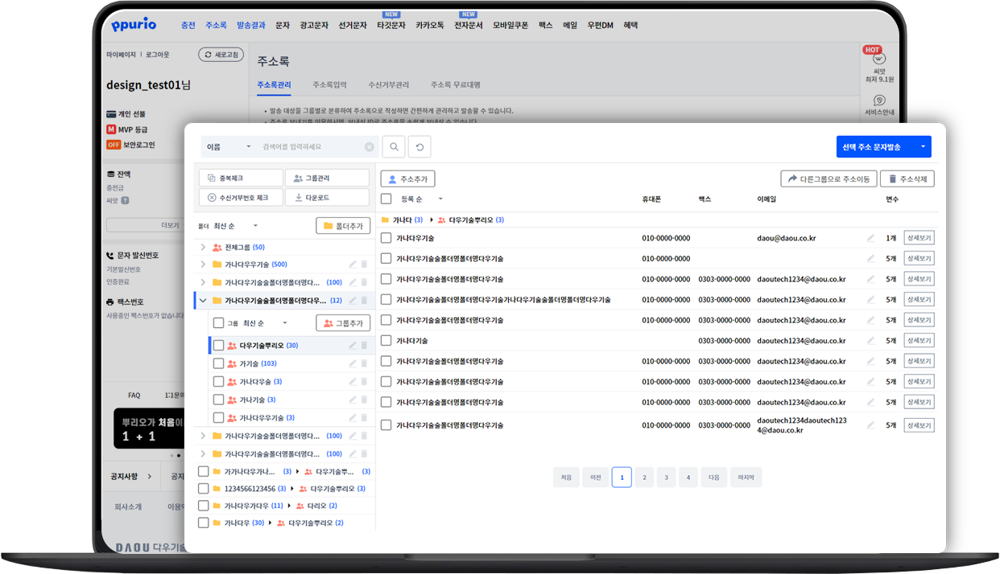 ppurio
충전 주소록 발송결과 문자 광고문자 선거문자 타깃문자 카카오톡 전자문서 모바일쿠폰 팩스 메일 우편DM 혜택
NEW NEW
마이페이지 | 로그아웃
새로고침
design_test01님
개인 선불
M MVP 등급
OFF 보안로그인
잔액
충전금
씨앗 ?
더보기
문자 발신번호
기본발신번호
인증완료
팩스번호
사용중인 팩스번호가 없습니다
FAQ 1:1문의
뿌리오가 처음이
1 + 1
공지사항 > 공지
회사소개 이용약
DAOU 다우기술
주소록
주소록관리 주소록입력 수신거부관리 주소록 무료대행
• 발송 대상을 그룹별로 분류하여 주소록으로 작성하면 간편하게 관리하고 발송할 수 있습니다.
HOT
씨앗
최저 9.1원
서비스안내
이름 검색어를 입력하세요
선택 주소 문자발송
중복체크 그룹관리
수신거부번호 체크 다운로드
폴더 최신 순 폴더추가
전체그룹 (50)
가나다우우기술 (500)
가나다우기술술폴더명폴더명다... (100)
가나다우기술술폴더명폴더명다우... (12)
그룹 최신 순 그룹추가
다우기술뿌리오 (30)
가기술 (103)
가나다우술 (3)
가나기술 (3)
가나다우우기술 (3)
가나다우기술술폴더명폴더명다... (100)
가나다우기술술폴더명폴더명다... (100)
가가나다우가나... (3) 다우기술뿌... (3)
1234566123456 (3) 다우기술뿌리오 (3)
가나다우가다우 (11) 다리오 (2)
가나다우 (30) 다우기술뿌리오 (2)
주소추가 다른그룹으로 주소이동 주소삭제
등록 순 휴대폰 팩스 이메일 변수
가나다 (3) 다우기술뿌리오 (3)
가나다우기술 010-0000-0000 daou@daou.co.kr 1개 상세보기
가나다우기술술폴더명폴더명다우기술 010-0000-0000 5개 상세보기
가나다우기술술폴더명폴더명다우기술 010-0000-0000 0303-0000-0000 daoutech1234@daou.co.kr 5개 상세보기
가나다우기술술폴더명폴더명다우기술가나다우기술술폴더명폴더명다우기술 010-0000-0000 0303-0000-0000 daoutech1234@daou.co.kr 5개 상세보기
가나다우기술술폴더명폴더명다우기술 010-0000-0000 0303-0000-0000 daoutech1234@daou.co.kr 5개 상세보기
가나다기술 0303-0000-0000 daoutech1234@daou.co.kr 5개 상세보기
가나다우기술술폴더명폴더명다우기술 010-0000-0000 0303-0000-0000 daoutech1234@daou.co.kr 5개 상세보기
가나다우기술술폴더명폴더명다우기술 010-0000-0000 0303-0000-0000 daoutech1234@daou.co.kr 5개 상세보기
가나다우기술술폴더명폴더명다우기술 010-0000-0000 0303-0000-0000 daoutech1234@daou.co.kr 5개 상세보기
가나다우기술술폴더명폴더명다우기술 010-0000-0000 0303-0000-0000 daoutech1234daoutech123
4@daou.co.kr 5개 상세보기
처음 이전 1 2 3 4 다음 마지막